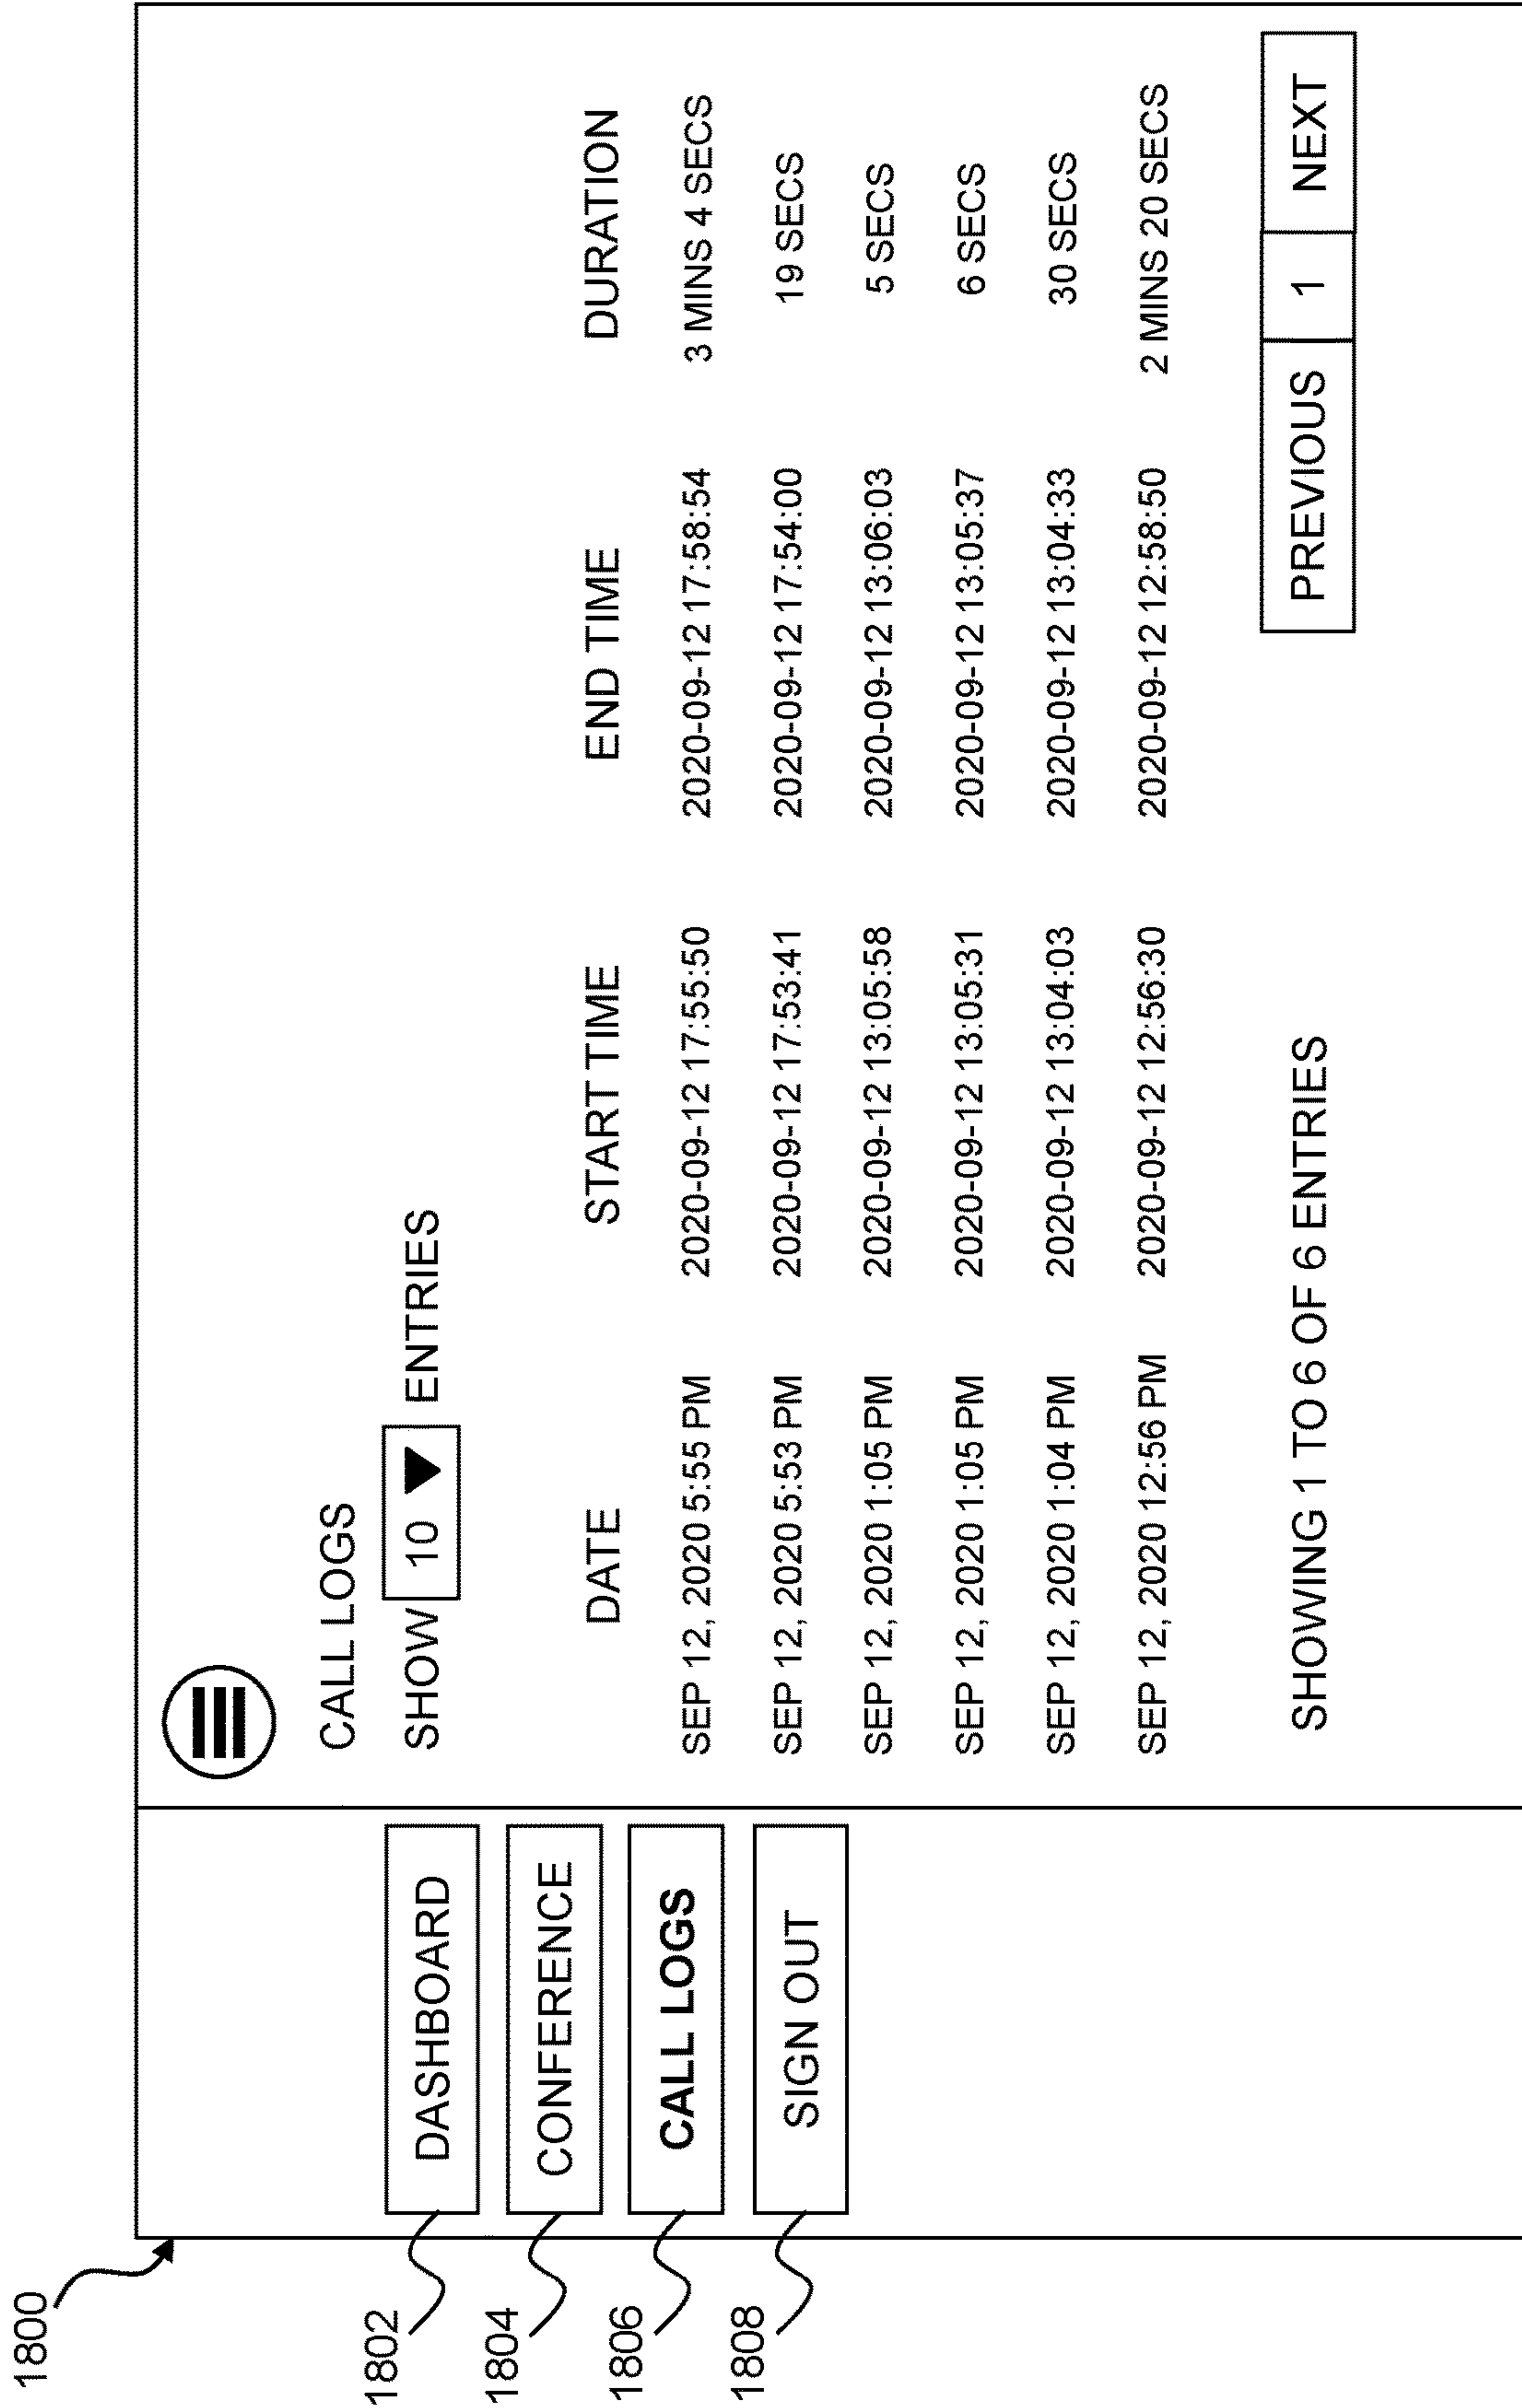 1800
CALL LOGS
SHOW 10 ENTRIES
1802 DASHBOARD
1804 CONFERENCE
1806 CALL LOGS
1808 SIGN OUT
DATE START TIME END TIME DURATION
SEP 12, 2020 5:55 PM 2020-09-12 17:55:50 2020-09-12 17:58:54 3 MINS 4 SECS
SEP 12, 2020 5:53 PM 2020-09-12 17:53:41 2020-09-12 17:54:00 19 SECS
SEP 12, 2020 1:05 PM 2020-09-12 13:05:58 2020-09-12 13:06:03 5 SECS
SEP 12, 2020 1:05 PM 2020-09-12 13:05:31 2020-09-12 13:05:37 6 SECS
SEP 12, 2020 1:04 PM 2020-09-12 13:04:03 2020-09-12 13:04:33 30 SECS
SEP 12, 2020 12:56 PM 2020-09-12 12:56:30 2020-09-12 12:58:50 2 MINS 20 SECS
SHOWING 1 TO 6 OF 6 ENTRIES PREVIOUS 1 NEXT